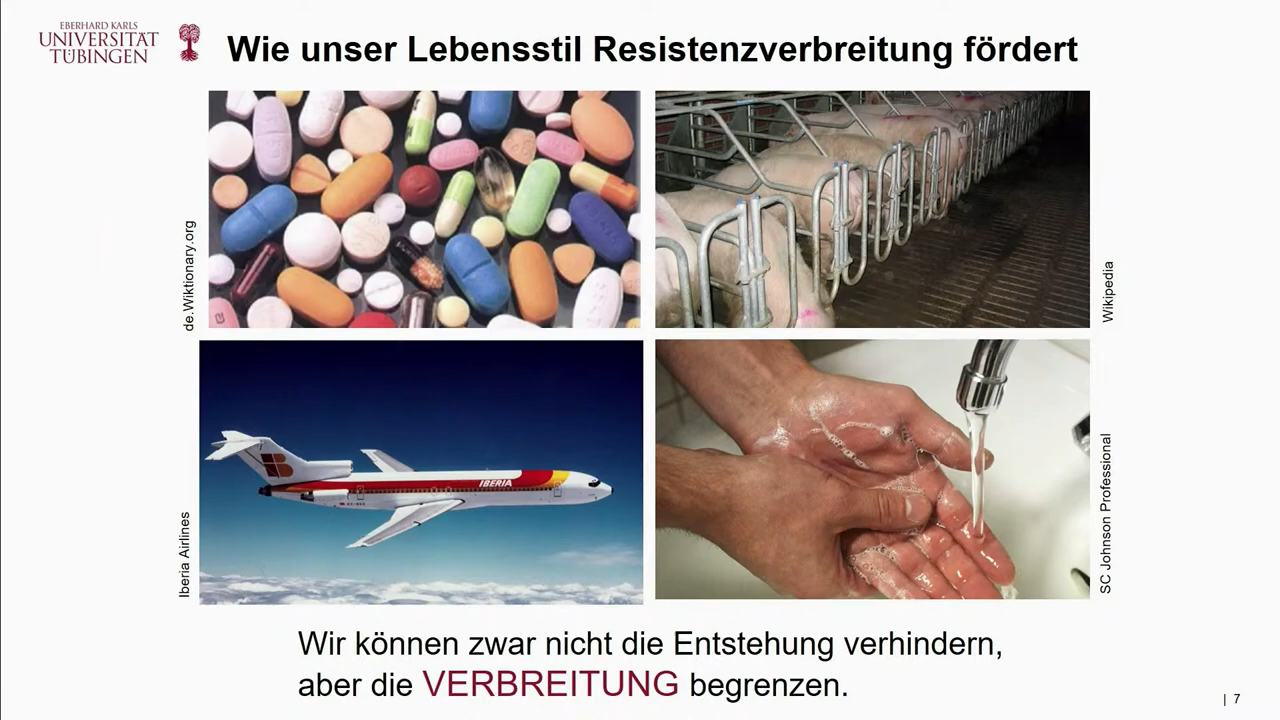 EBERHARD KARLS
UNIVERSITÄT
TÜBINGEN
Wie unser Lebensstil Resistenzverbreitung fördert
de.Wiktionary.org
Wikipedia
Iberia Airlines
IBERIA
SC Johnson Professional
Wir können zwar nicht die Entstehung verhindern,
aber die VERBREITUNG begrenzen.
| 7